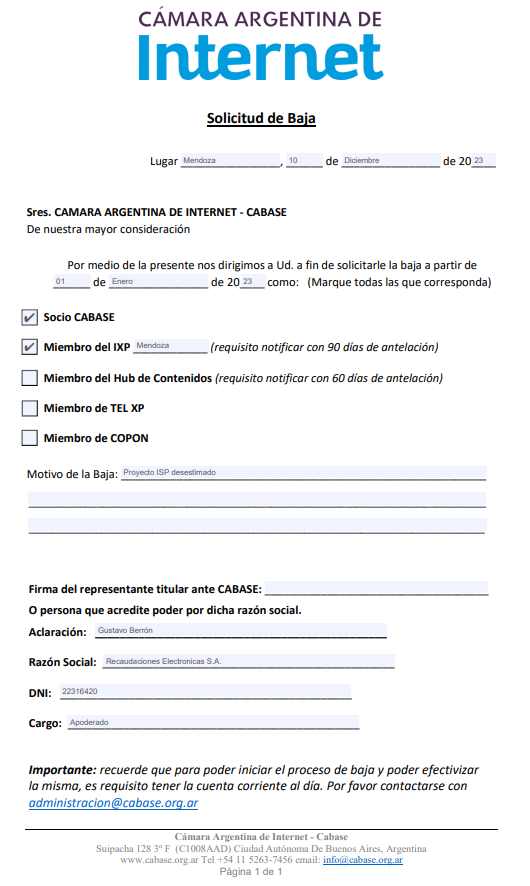 CÁMARA ARGENTINA DE
Internet
Solicitud de Baja
Lugar Mendoza, 10 de Diciembre de 2023
Sres. CAMARA ARGENTINA DE INTERNET - CABASE
De nuestra mayor consideración
Por medio de la presente nos dirigimos a Ud. a fin de solicitarle la baja a partir de
01 de Enero de 2023 como: (Marque todas las que corresponda)
✔ Socio CABASE
✔ Miembro del IXP Mendoza (requisito notificar con 90 días de antelación)
Miembro del Hub de Contenidos (requisito notificar con 60 días de antelación)
Miembro de TEL XP
Miembro de COPON
Motivo de la Baja: Proyecto ISP desestimado
Firma del representante titular ante CABASE:
O persona que acredite poder por dicha razón social.
Aclaración: Gustavo Berrón
Razón Social: Recaudaciones Electronicas S.A.
DNI: 22316420
Cargo: Apoderado
Importante: recuerde que para poder iniciar el proceso de baja y poder efectivizar
la misma, es requisito tener la cuenta corriente al día. Por favor contactarse con
administracion@cabase.org.ar
Cámara Argentina de Internet - Cabase
Suipacha 128 3º F (C1008AAD) Ciudad Autónoma De Buenos Aires, Argentina
www.cabase.org.ar Tel +54 11 5263-7456 email: info@cabase.org.ar
Página 1 de 1